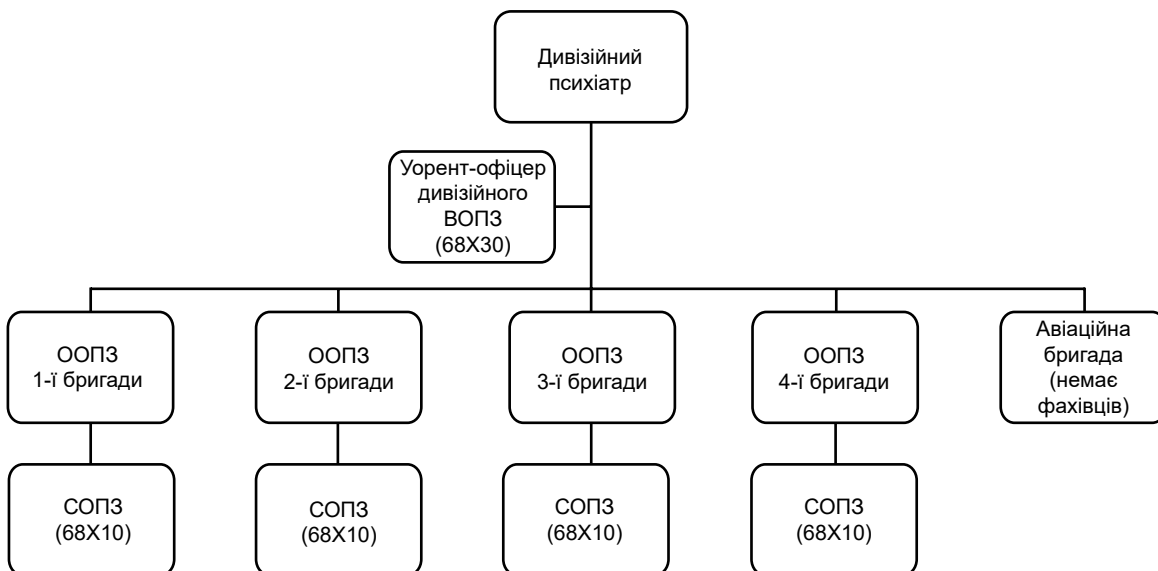 Дивізійний
психіатр
Уорент-офіцер
дивізійного
ВОПЗ
(68X30)
ООПЗ
1-ї бригади
ООПЗ
2-ї бригади
ООПЗ
3-ї бригади
ООПЗ
4-ї бригади
Авіаційна
бригада
(немає
фахівців)
СОПЗ
(68X10)
СОПЗ
(68X10)
СОПЗ
(68X10)
СОПЗ
(68X10)